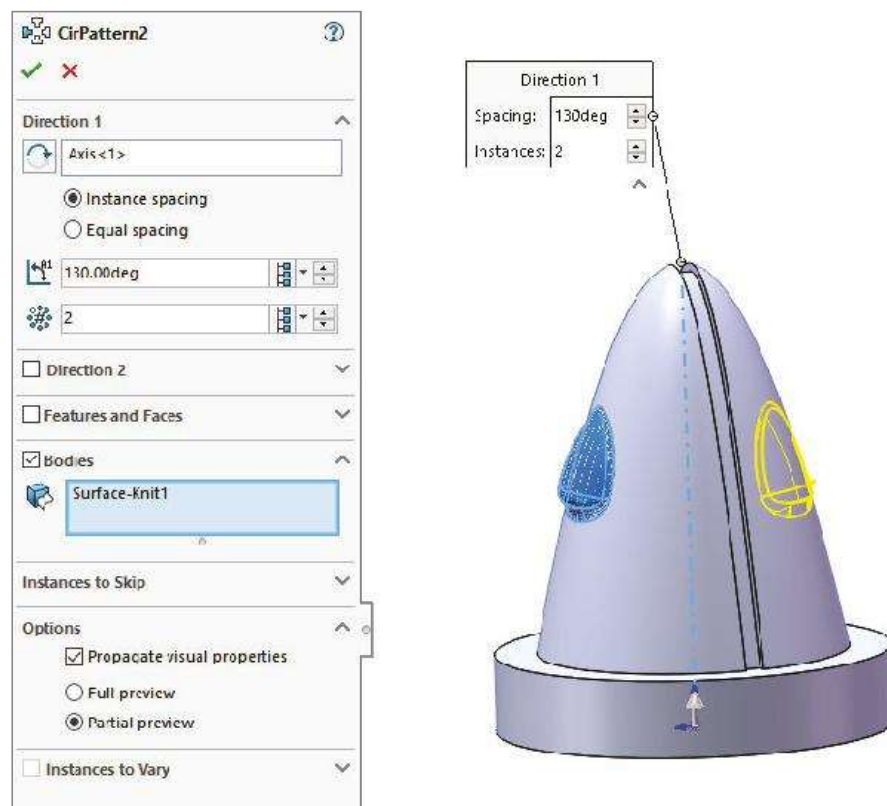 CirPattern2
?
Direction 1
Axis<1>
Instance spacing
Equal spacing
130.00deg
2
Direction 2
Features and Faces
Bodies
Surface-Knit1
Instances to Skip
Options
Propagate visual properties
Full preview
Partial preview
Instances to Vary
Direction 1
Spacing: 130deg
Instances: 2